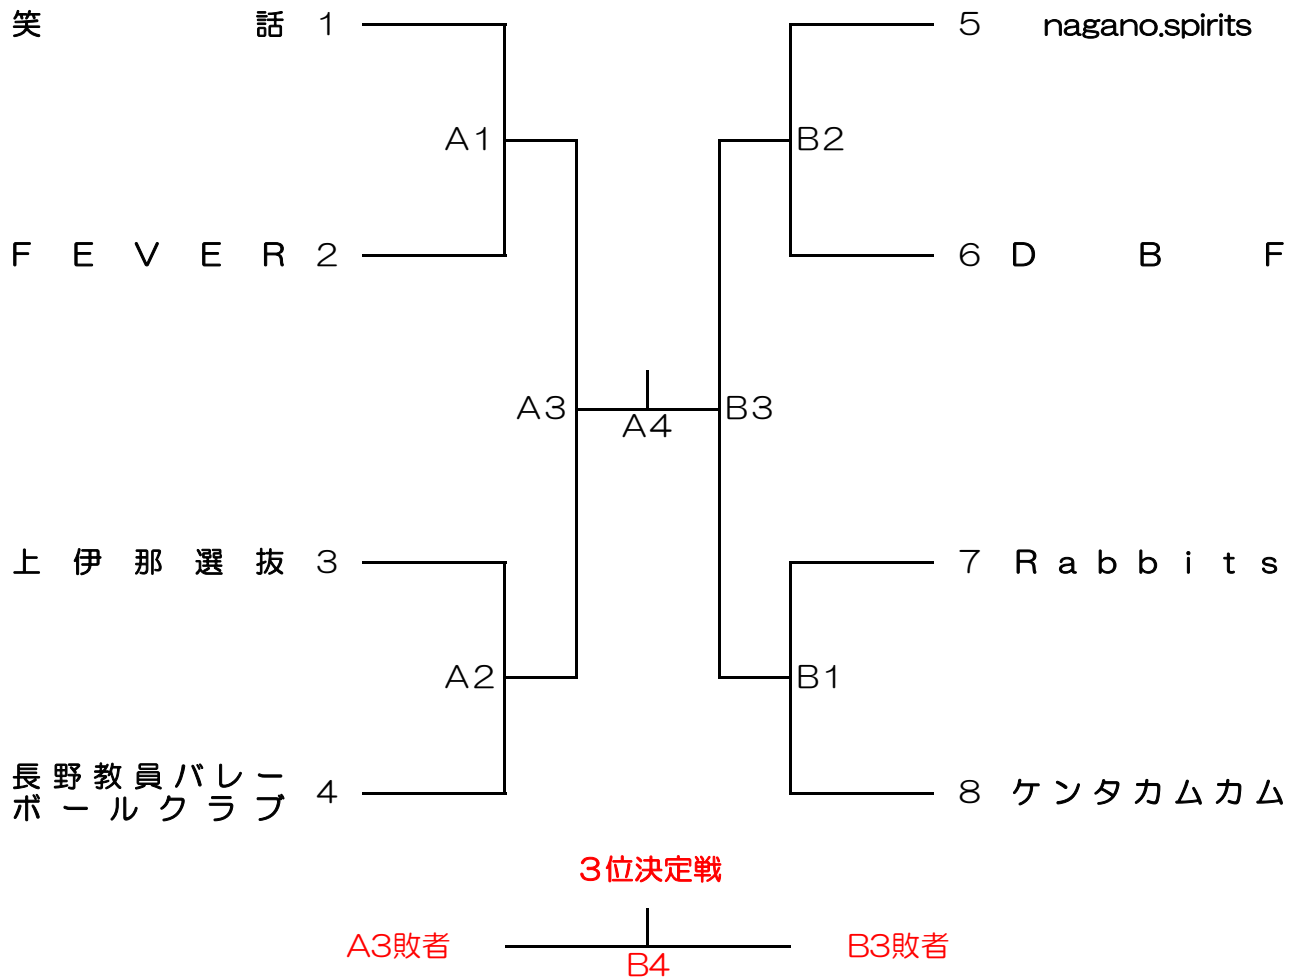 笑話 1
5 nagano.spirits
A1
B2
FEVER 2
6 DBF
A3
B3
A4
上伊那選抜 3
7 Rabbits
A2
B1
長野教員バレー
ボールクラブ
4
8 ケンタカムカム
3位決定戦
A3敗者
B3敗者
B4